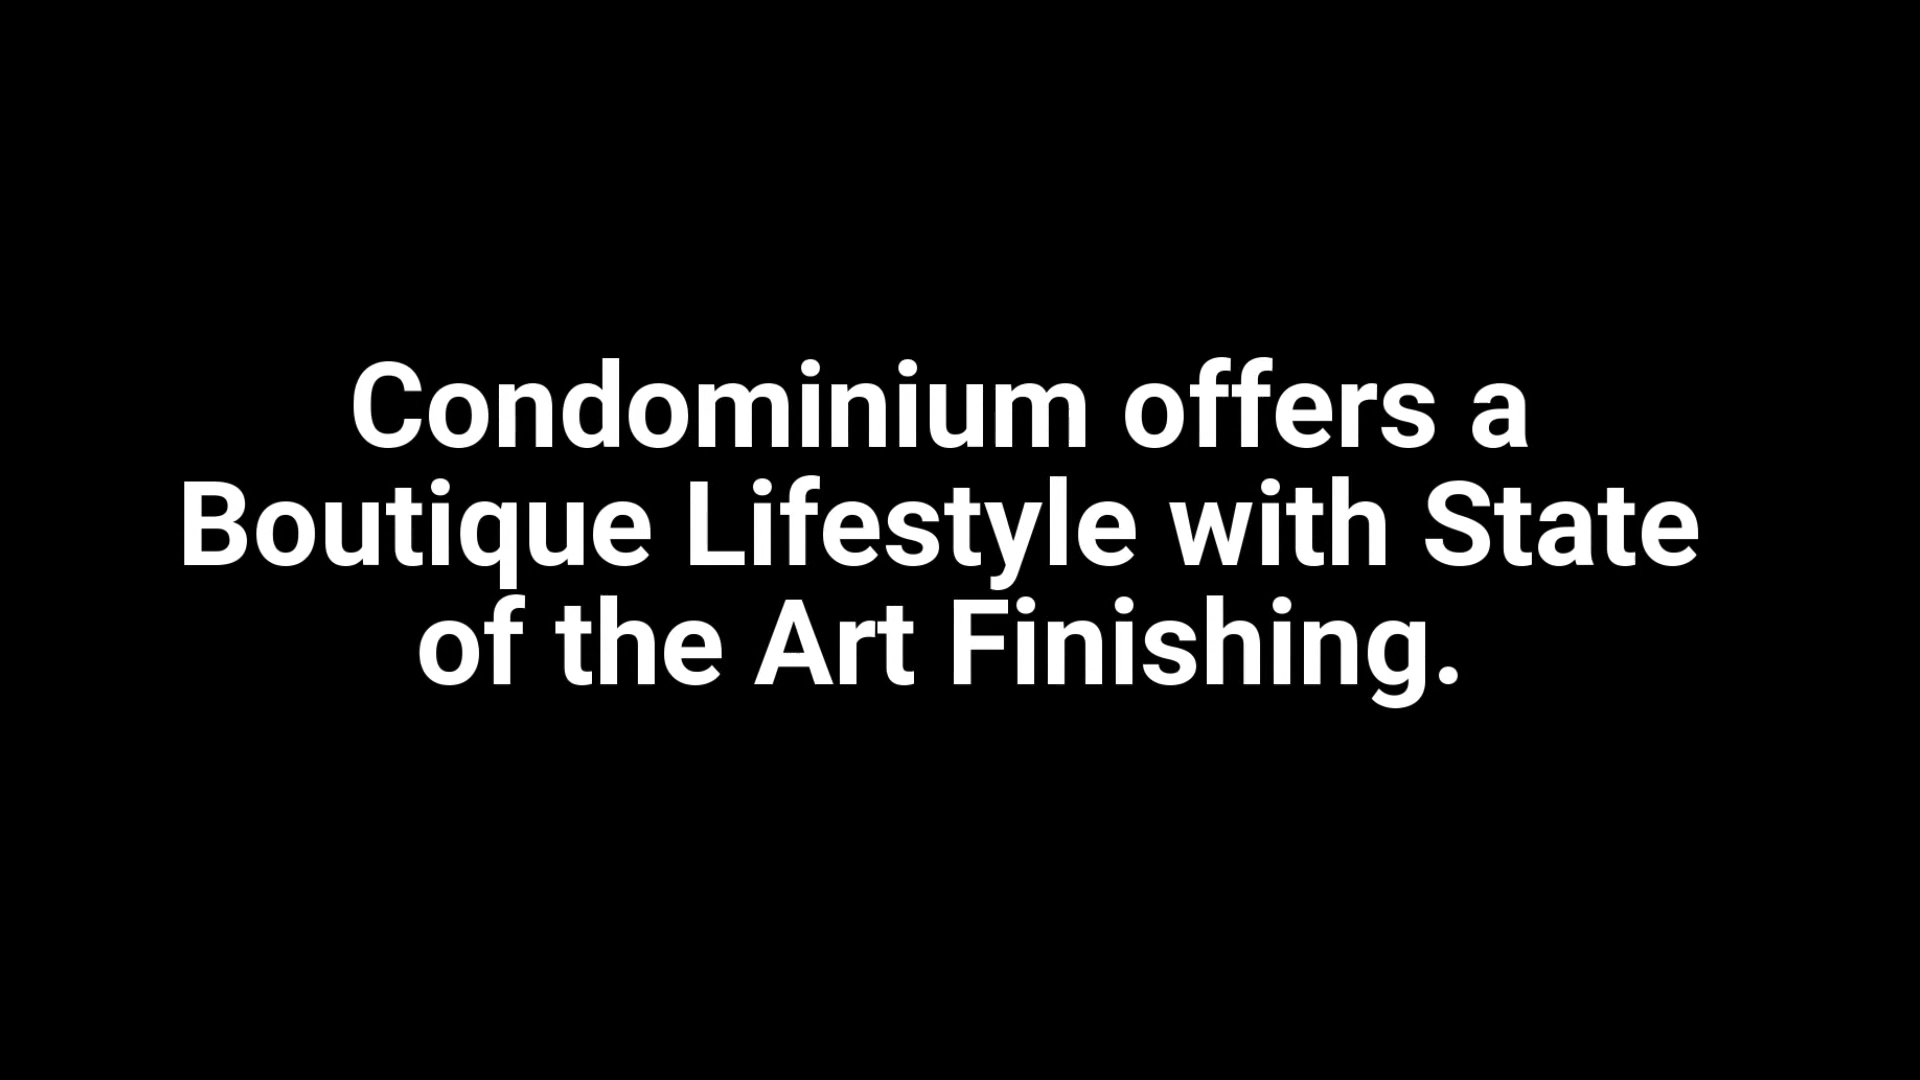 Condominium offers a
Boutique Lifestyle with State
of the Art Finishing.